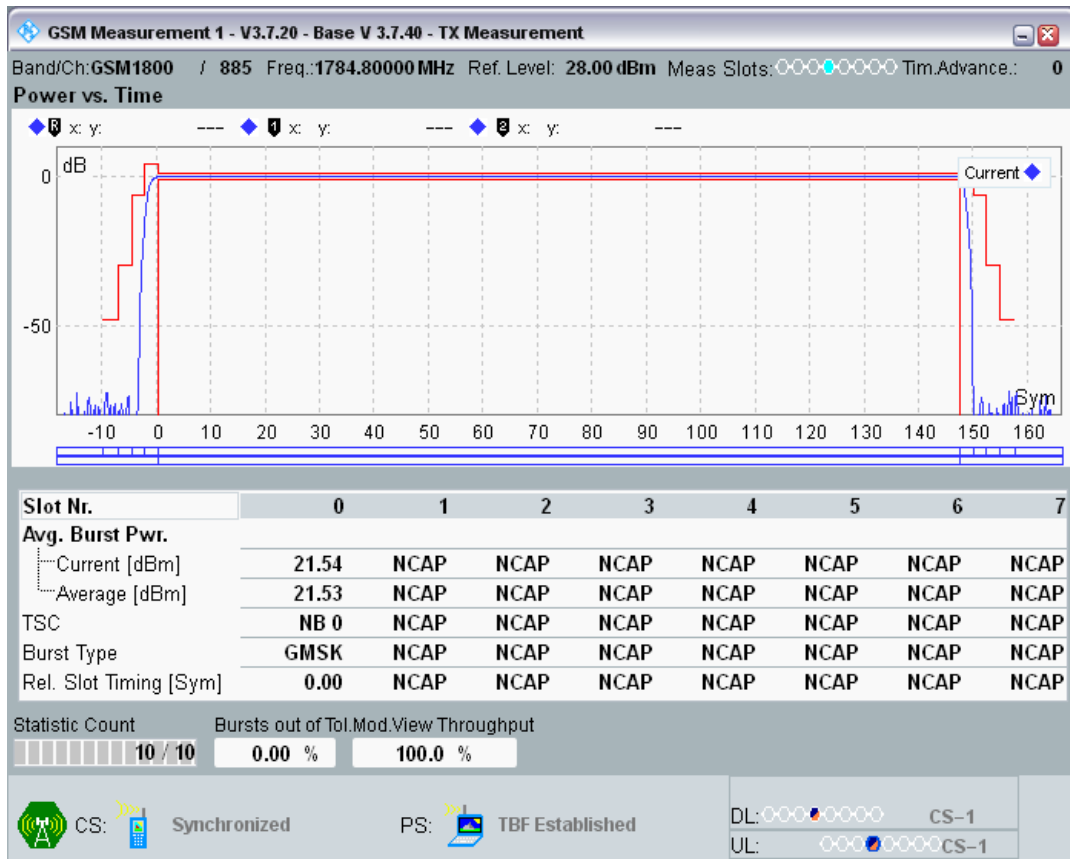 GSM Measurement 1 - V3.7.20 - Base V 3.7.40 - TX Measurement
Band/Ch:GSM1800 / 885 Freq.:1784.80000 MHz Ref. Level: 28.00 dBm Meas Slots: Tim.Advance.: 0
Power vs. Time
R x: y: --- 1 x: y: --- 2 x: y: ---
dB
Current
0
-50
Sym
-10 0 10 20 30 40 50 60 70 80 90 100 110 120 130 140 150 160
Slot Nr. 0 1 2 3 4 5 6 7
Avg. Burst Pwr.
Current [dBm] 21.54 NCAP NCAP NCAP NCAP NCAP NCAP NCAP
Average [dBm] 21.53 NCAP NCAP NCAP NCAP NCAP NCAP NCAP
TSC NB 0 NCAP NCAP NCAP NCAP NCAP NCAP NCAP
Burst Type GMSK NCAP NCAP NCAP NCAP NCAP NCAP NCAP
Rel. Slot Timing [Sym] 0.00 NCAP NCAP NCAP NCAP NCAP NCAP NCAP
Statistic Count Bursts out of Tol.Mod.View Throughput
10 / 10 0.00 % 100.0 %
CS: Synchronized PS: TBF Established DL: CS-1
UL: CS-1